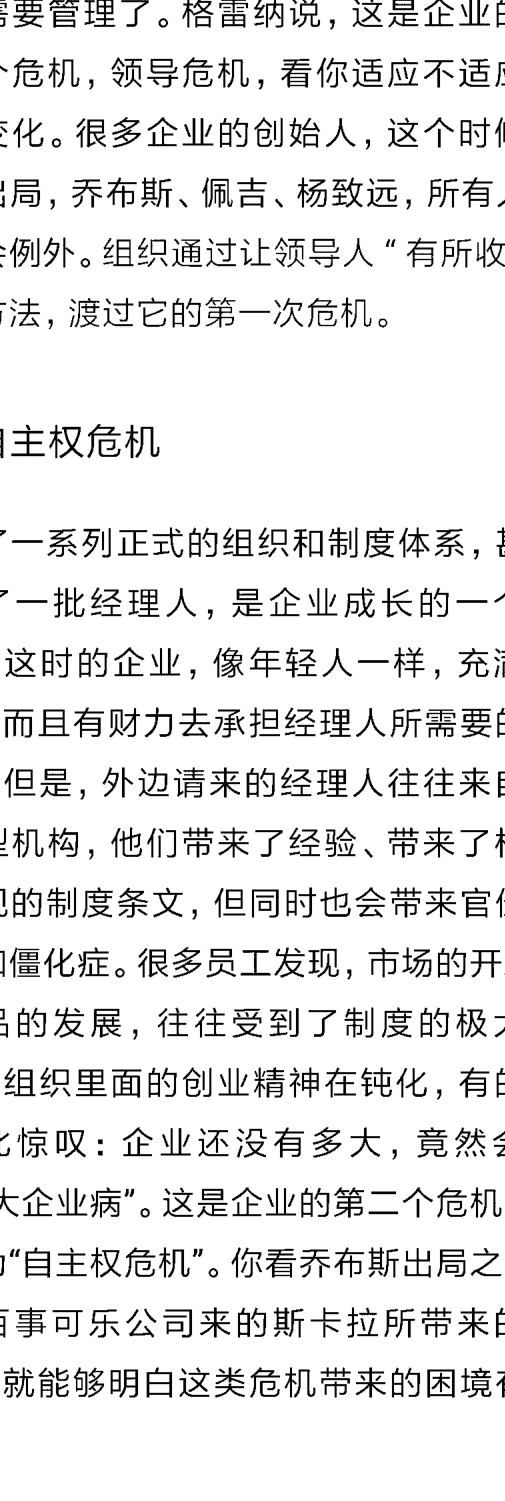 需要管理了。格雷纳说，这是企业的
个危机，领导危机，看你适应不适应
变化。很多企业的创始人，这个时候
出局，乔布斯、佩吉、杨致远，所有人
会例外。组织通过让领导人“有所收
方法，渡过它的第一次危机。
自主权危机
了一系列正式的组织和制度体系，甚
了一批经理人，是企业成长的一个
这时的企业，像年轻人一样，充满
而且有财力去承担经理人所需要的
但是，外边请来的经理人往往来自
型机构，他们带来了经验、带来了
现的制度条文，但同时也会带来官僚
和僵化症。很多员工发现，市场的开
品的发展，往往受到了制度的极大
组织里面的创业精神在钝化，有的
此惊叹：企业还没有多大，竟然会
大企业病”。这是企业的第二个危机
为“自主权危机”。你看乔布斯出局之
百事可乐公司来的斯卡拉所带来的
就能够明白这类危机带来的困境有